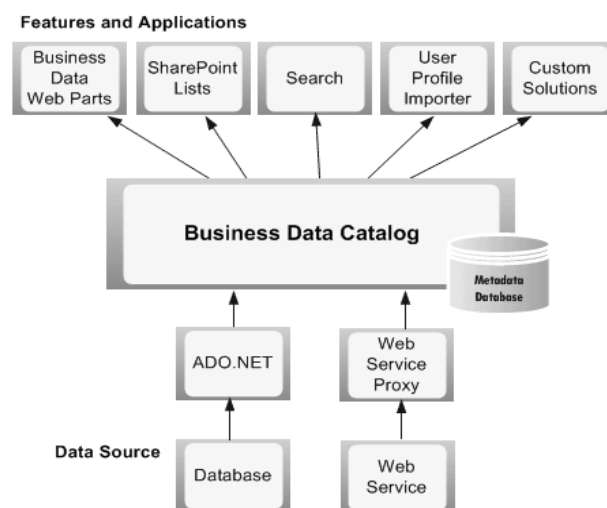 Features and Applications
Business
Data
Web Parts
SharePoint
Lists
Search
User
Profile
Importer
Custom
Solutions
Business Data Catalog
Metadata
Database
ADO.NET
Web
Service
Proxy
Data Source
Database
Web
Service